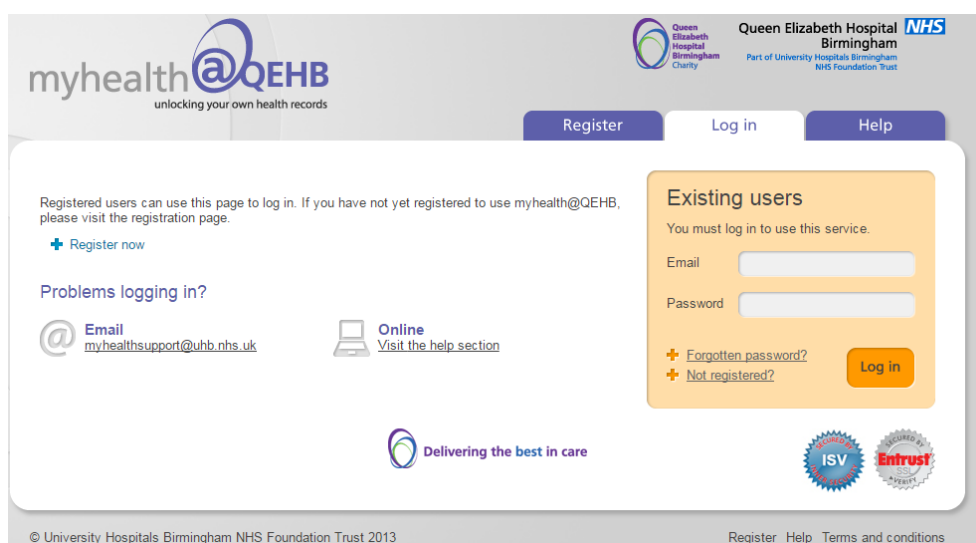 myhealth@QEHB
unlocking your own health records
Queen
Elizabeth
Hospital
Birmingham
Charity
Queen Elizabeth Hospital NHS
Birmingham
Part of University Hospitals Birmingham
NHS Foundation Trust
Register
Log in
Help
Registered users can use this page to log in. If you have not yet registered to use myhealth@QEHB,
please visit the registration page.
Register now
Problems logging in?
@
Email
myhealthsupport@uhb.nhs.uk
Online
Visit the help section
Existing users
You must log in to use this service.
Email
Password
Forgotten password?
Not registered?
Log in
Delivering the best in care
SECURED BY
ISV
SECURED BY
Entrust
SSL
VERIFY
© University Hospitals Birmingham NHS Foundation Trust 2013
Register Help Terms and conditions